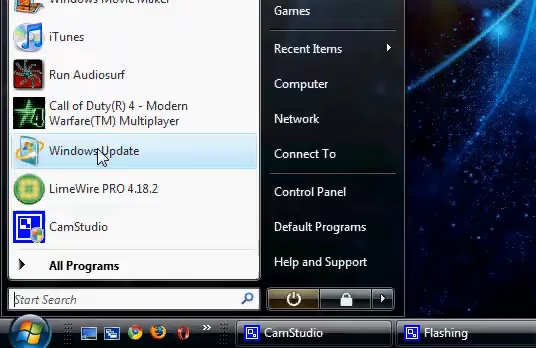 Windows Movie Maker
iTunes
Run Audiosurf
Call of Duty(R) 4 - Modern
Warfare(TM) Multiplayer
Windows Update
LimeWire PRO 4.18.2
CamStudio
All Programs
Start Search
Games
Recent Items
Computer
Network
Connect To
Control Panel
Default Programs
Help and Support
CamStudio
Flashing